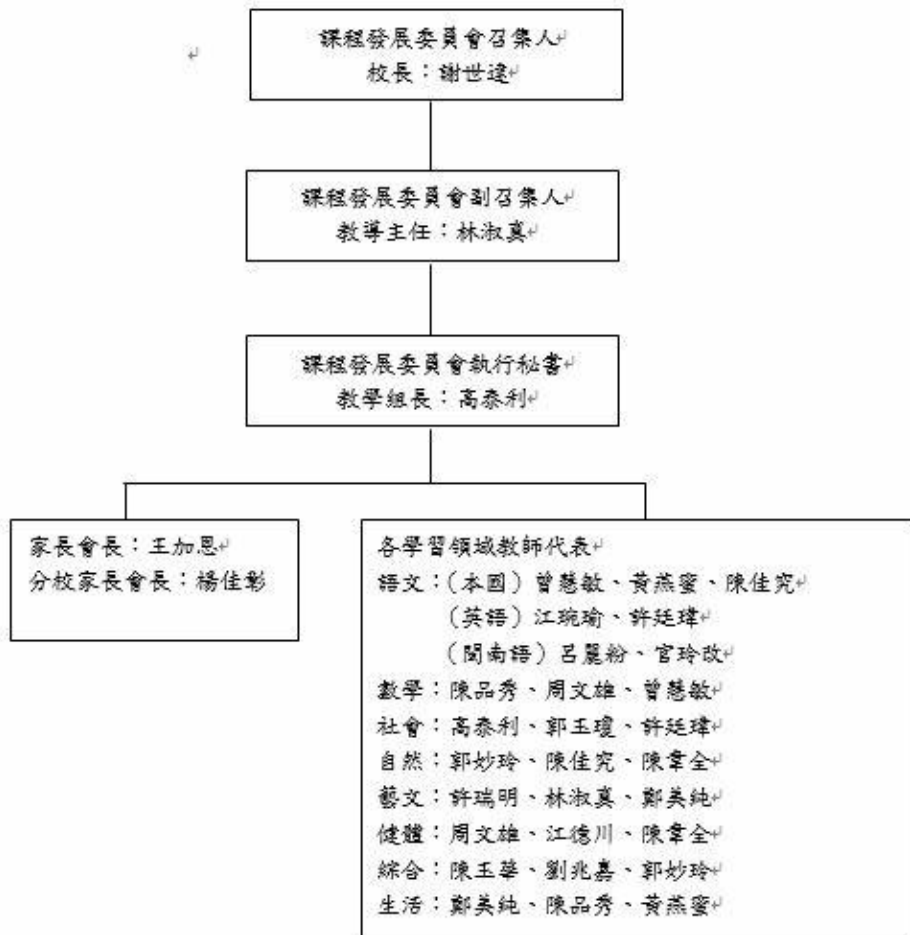 課程發展委員會召集人
校長：謝世達
課程發展委員會副召集人
教導主任：林淑真
課程發展委員會執行秘書
教學組長：高泰利
家長會長：王加恩
分校家長會長：楊佳彰
各學習領域教師代表
語文：(本國）曾慧敏、黃燕蜜、陳佳究
（英語）江琬瑜、許廷瑋
（閩南語）呂麗粉、官玲改
數學：陳品秀、周文雄、曾慧敏
社會：高泰利、郭玉瓊、許廷瑋
自然：郭妙玲、陳佳究、陳韋全
藝文：許瑞明、林淑真、鄭美純
健體：周文雄、江德川、陳韋全
綜合：陳玉華、劉兆嘉、郭妙玲
生活：鄭美純、陳品秀、黃燕蜜